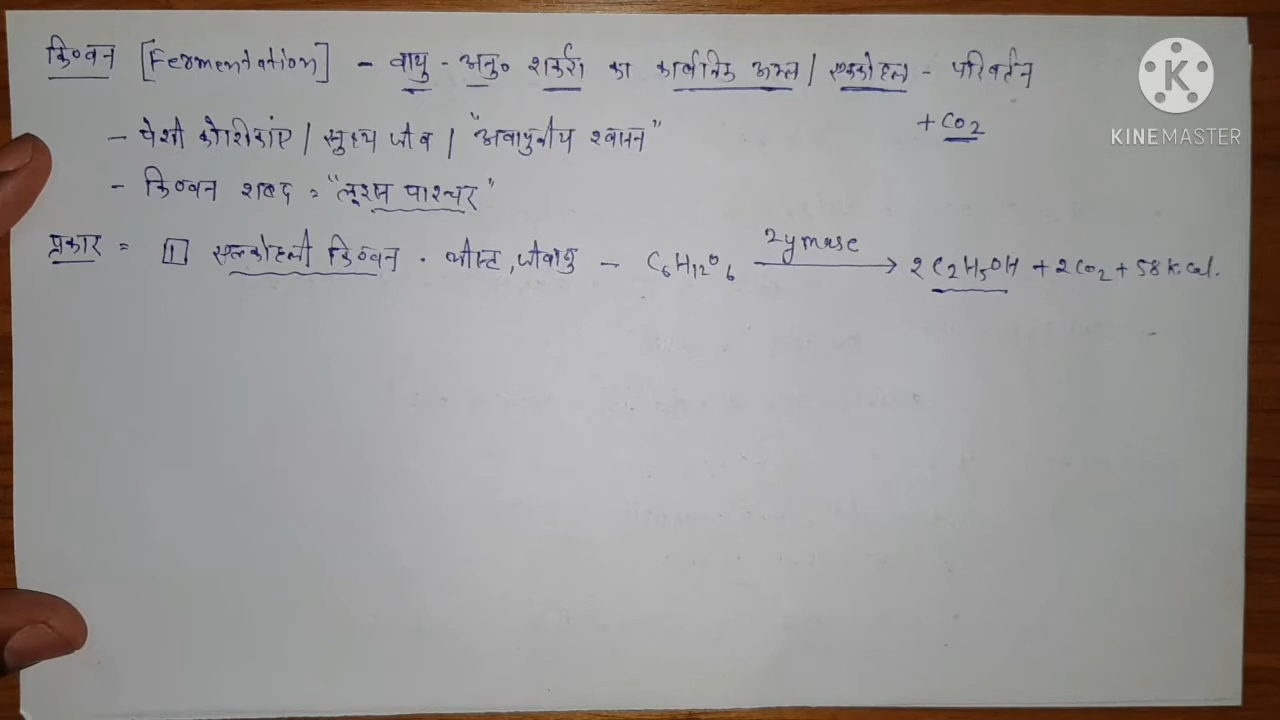 किण्वन [Fermentation] - वायु - अनु० शर्करा का कार्बनिक अम्ल / एल्कोहल - परिवर्तन
+ CO2
- पेशी कोशिकाएं / सुक्ष्म जीव / "अवायुवीय श्वसन"
- किण्वन शब्द = "लूइस पाश्चर"
प्रकार = 1 एल्कोहली किण्वन . यीस्ट, जीवाणु - C6H12O6 zymase → 2C2H5OH + 2CO2 + 58 K.Cal.
K
KINEMASTER